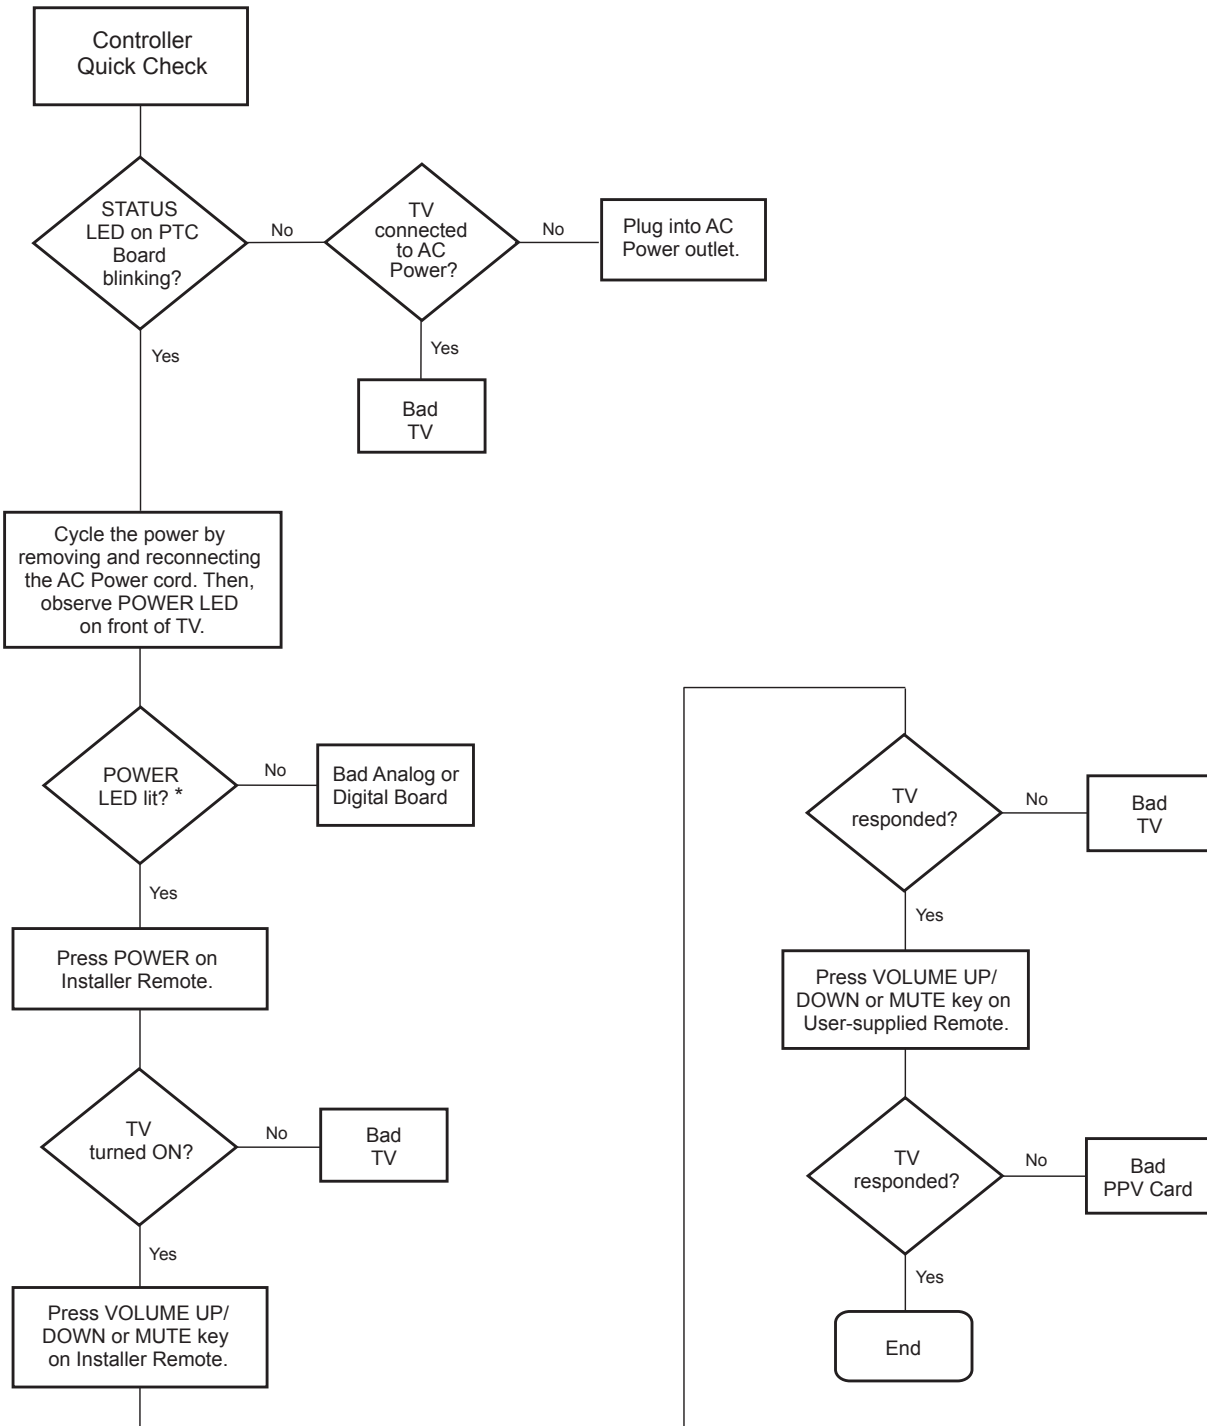 Controller
Quick Check
STATUS
LED on PTC
Board
blinking?
No
TV
connected
to AC
Power?
No
Plug into AC
Power outlet.
Yes
Yes
Bad
TV
Cycle the power by
removing and reconnecting
the AC Power cord. Then,
observe POWER LED
on front of TV.
POWER
LED lit? *
No
Bad Analog or
Digital Board
Yes
Press POWER on
Installer Remote.
TV
turned ON?
No
Bad
TV
Yes
Press VOLUME UP/
DOWN or MUTE key
on Installer Remote.
TV
responded?
No
Bad
TV
Yes
Press VOLUME UP/
DOWN or MUTE key on
User-supplied Remote.
TV
responded?
No
Bad
PPV Card
Yes
End